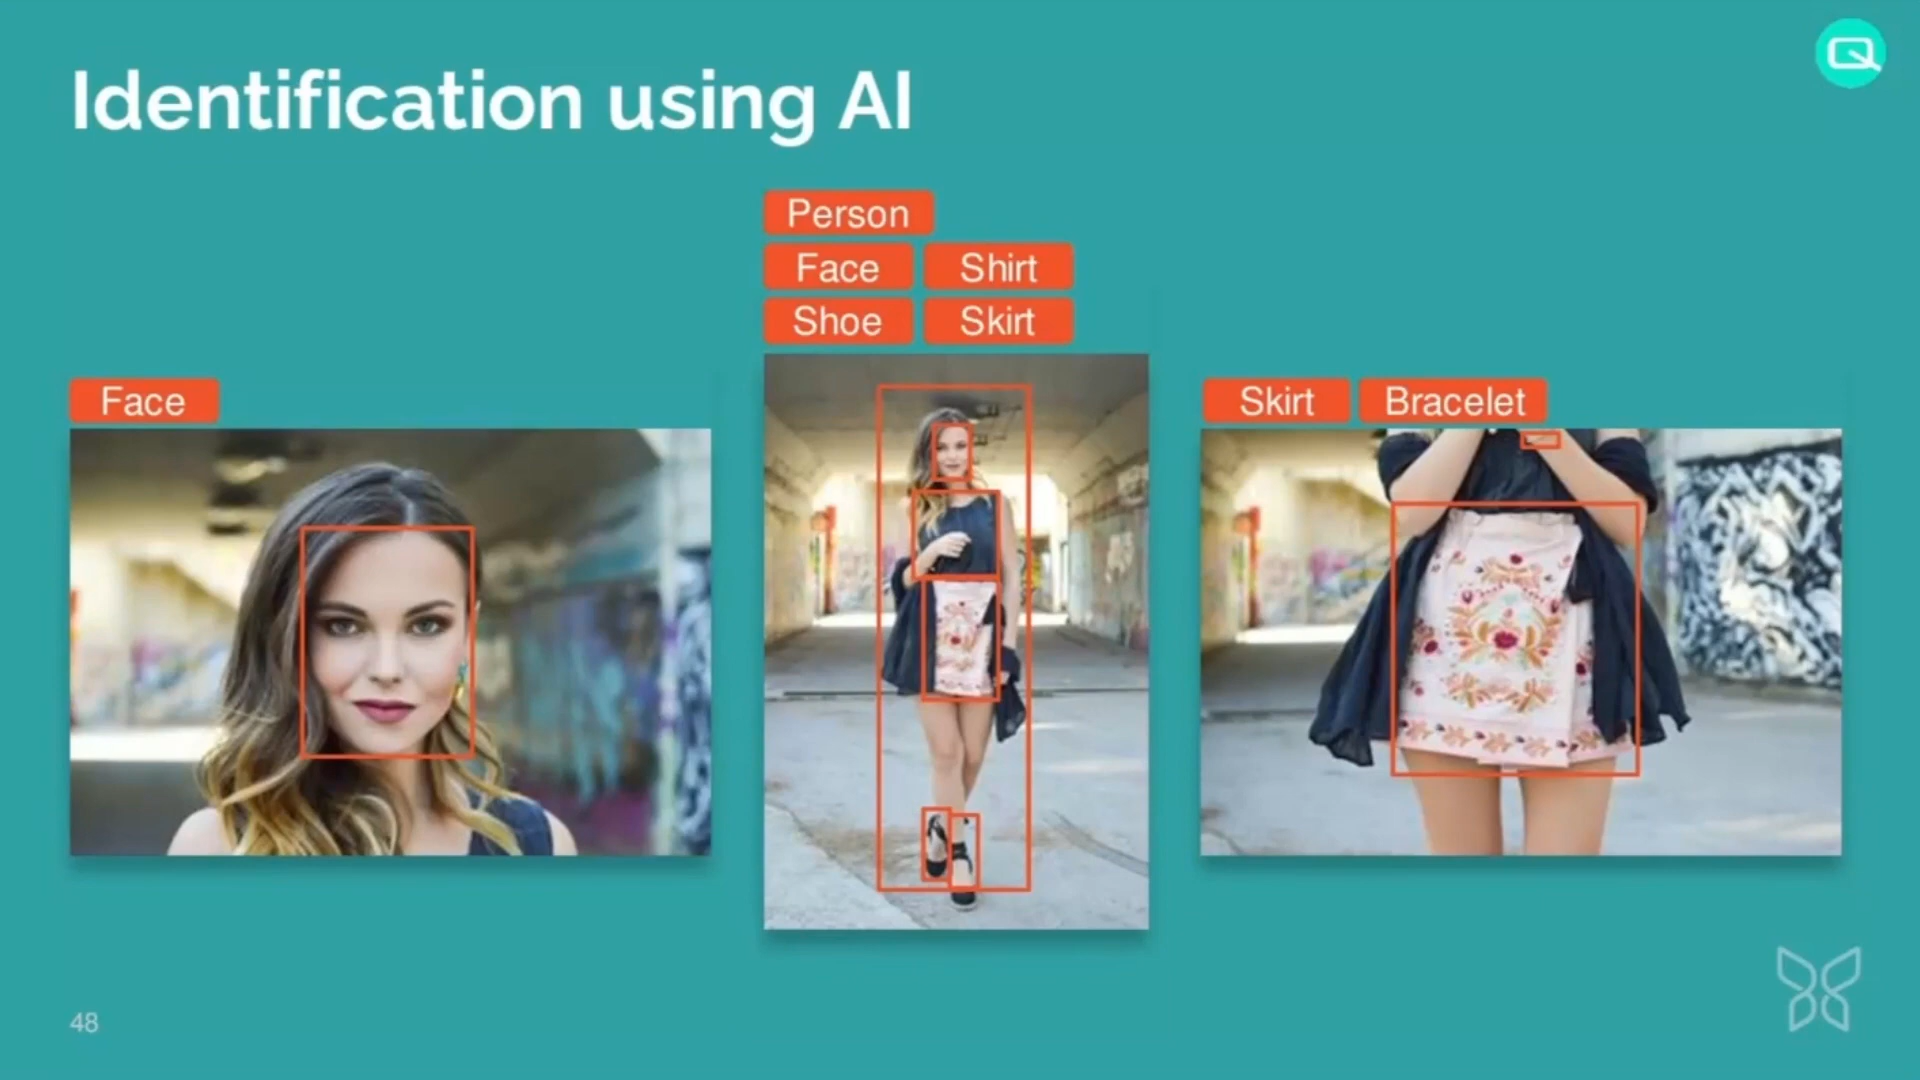 Identification using AI
Person
Face Shirt
Shoe Skirt
Face
Skirt Bracelet
48